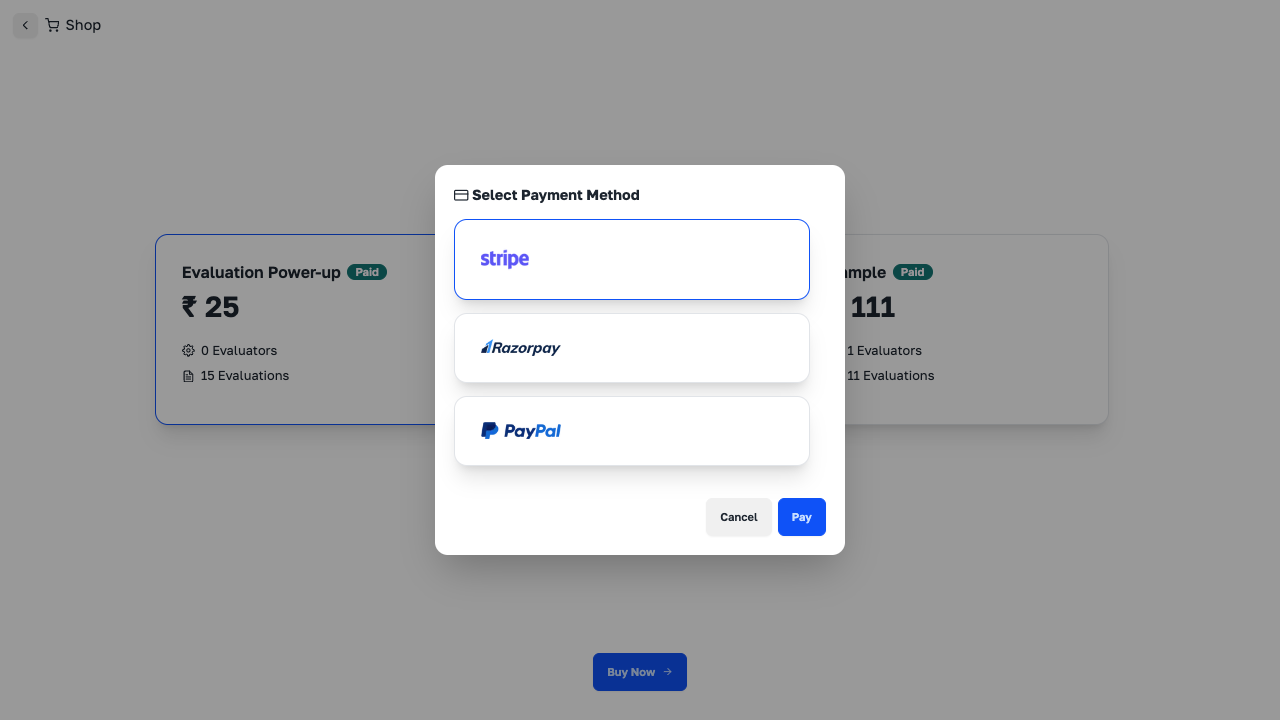 Shop
Select Payment Method
stripe
Razorpay
PayPal
Cancel
Pay
Evaluation Power-up
Paid
₹ 25
0 Evaluators
15 Evaluations
Paid
111
1 Evaluators
11 Evaluations
Buy Now